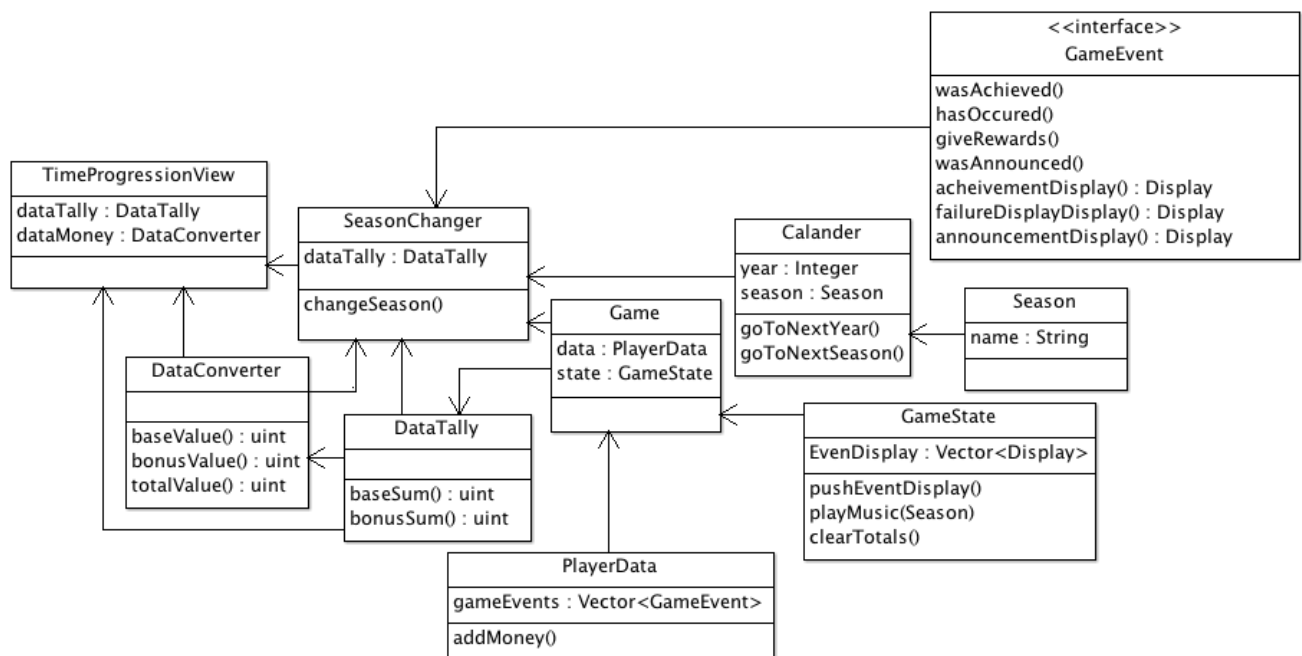 <<interface>>
GameEvent
wasAchieved()
hasOccured()
giveRewards()
wasAnnounced()
acheivementDisplay() : Display
failureDisplayDisplay() : Display
announcementDisplay() : Display
TimeProgressionView
dataTally : DataTally
dataMoney : DataConverter
SeasonChanger
dataTally : DataTally
changeSeason()
Calander
year : Integer
season : Season
goToNextYear()
goToNextSeason()
Season
name : String
Game
data : PlayerData
state : GameState
DataConverter
baseValue() : uint
bonusValue() : uint
totalValue() : uint
DataTally
baseSum() : uint
bonusSum() : uint
GameState
EvenDisplay : Vector<Display>
pushEventDisplay()
playMusic(Season)
clearTotals()
PlayerData
gameEvents : Vector<GameEvent>
addMoney()